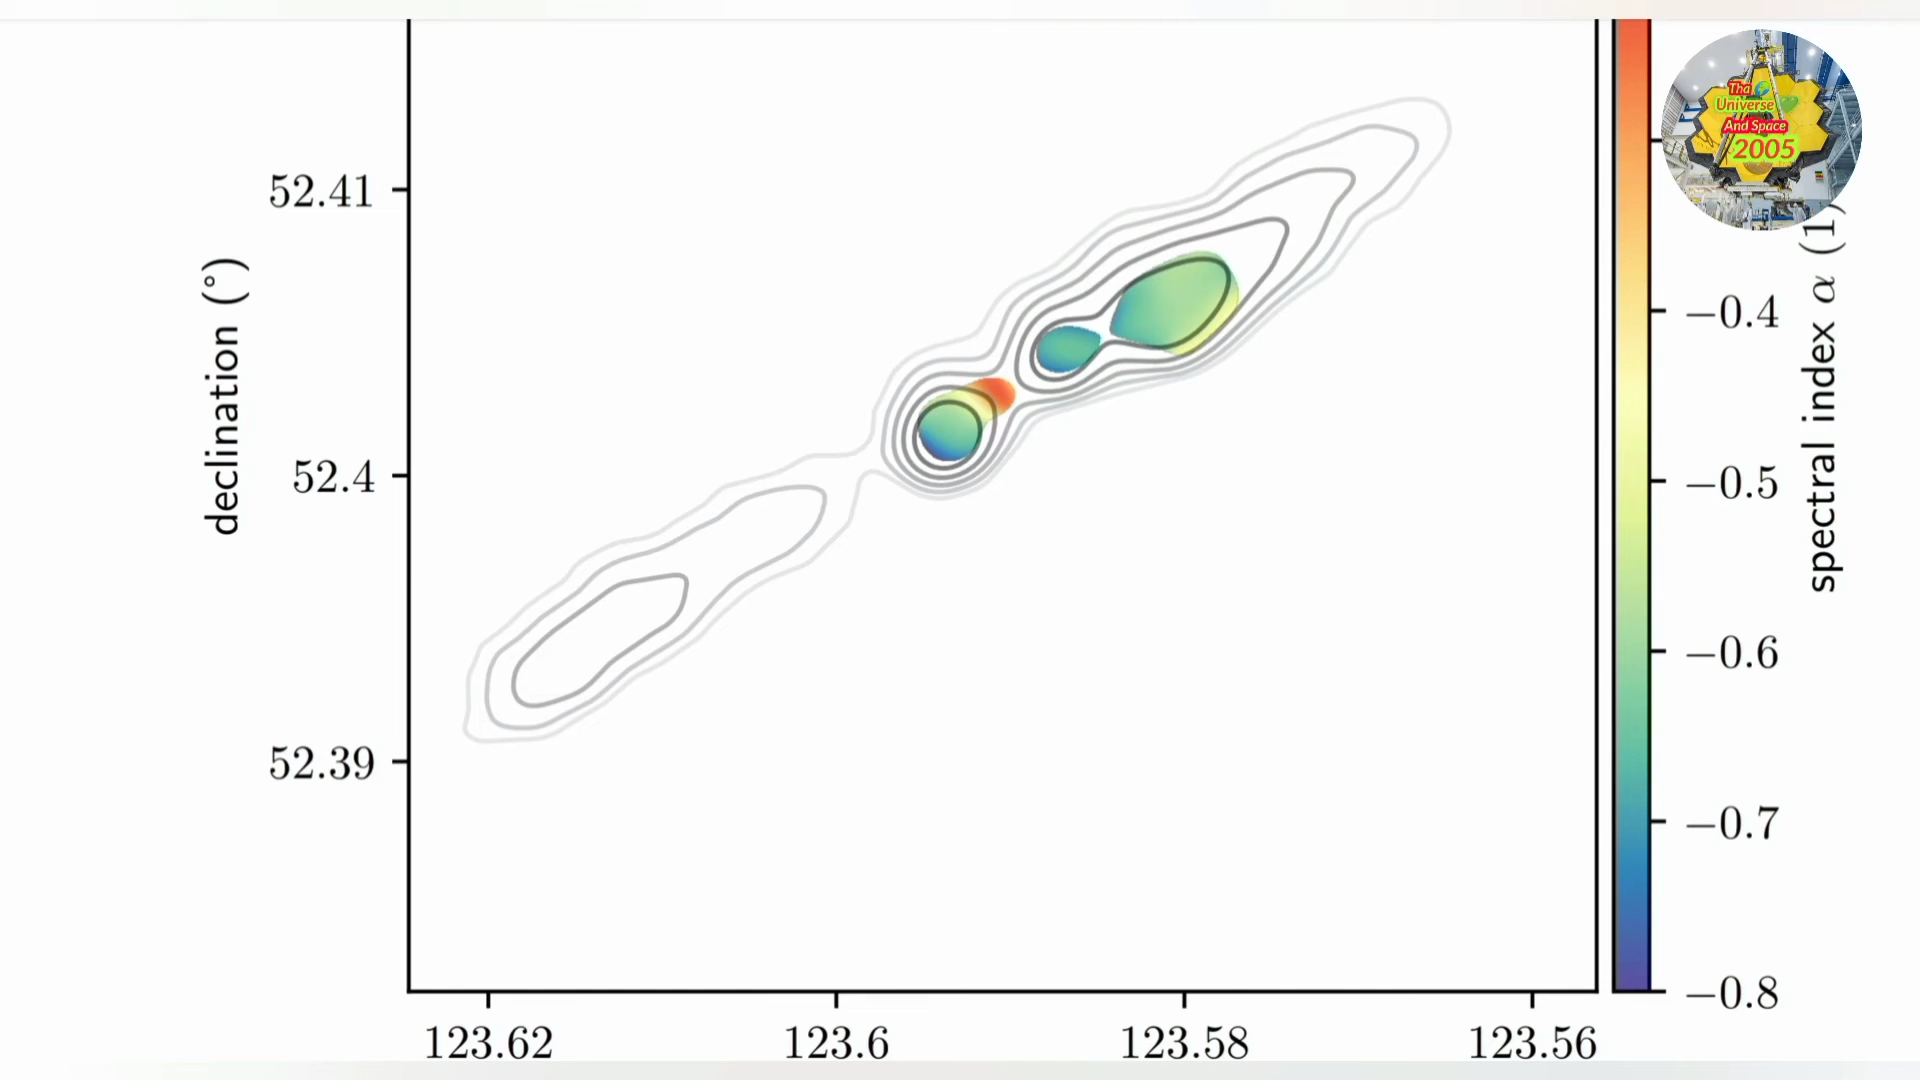 Tha
Universe
And Space
2005
52.41
52.4
52.39
declination (°)
123.62
123.6
123.58
123.56
−0.4
−0.5
−0.6
−0.7
−0.8
spectral index α (1)